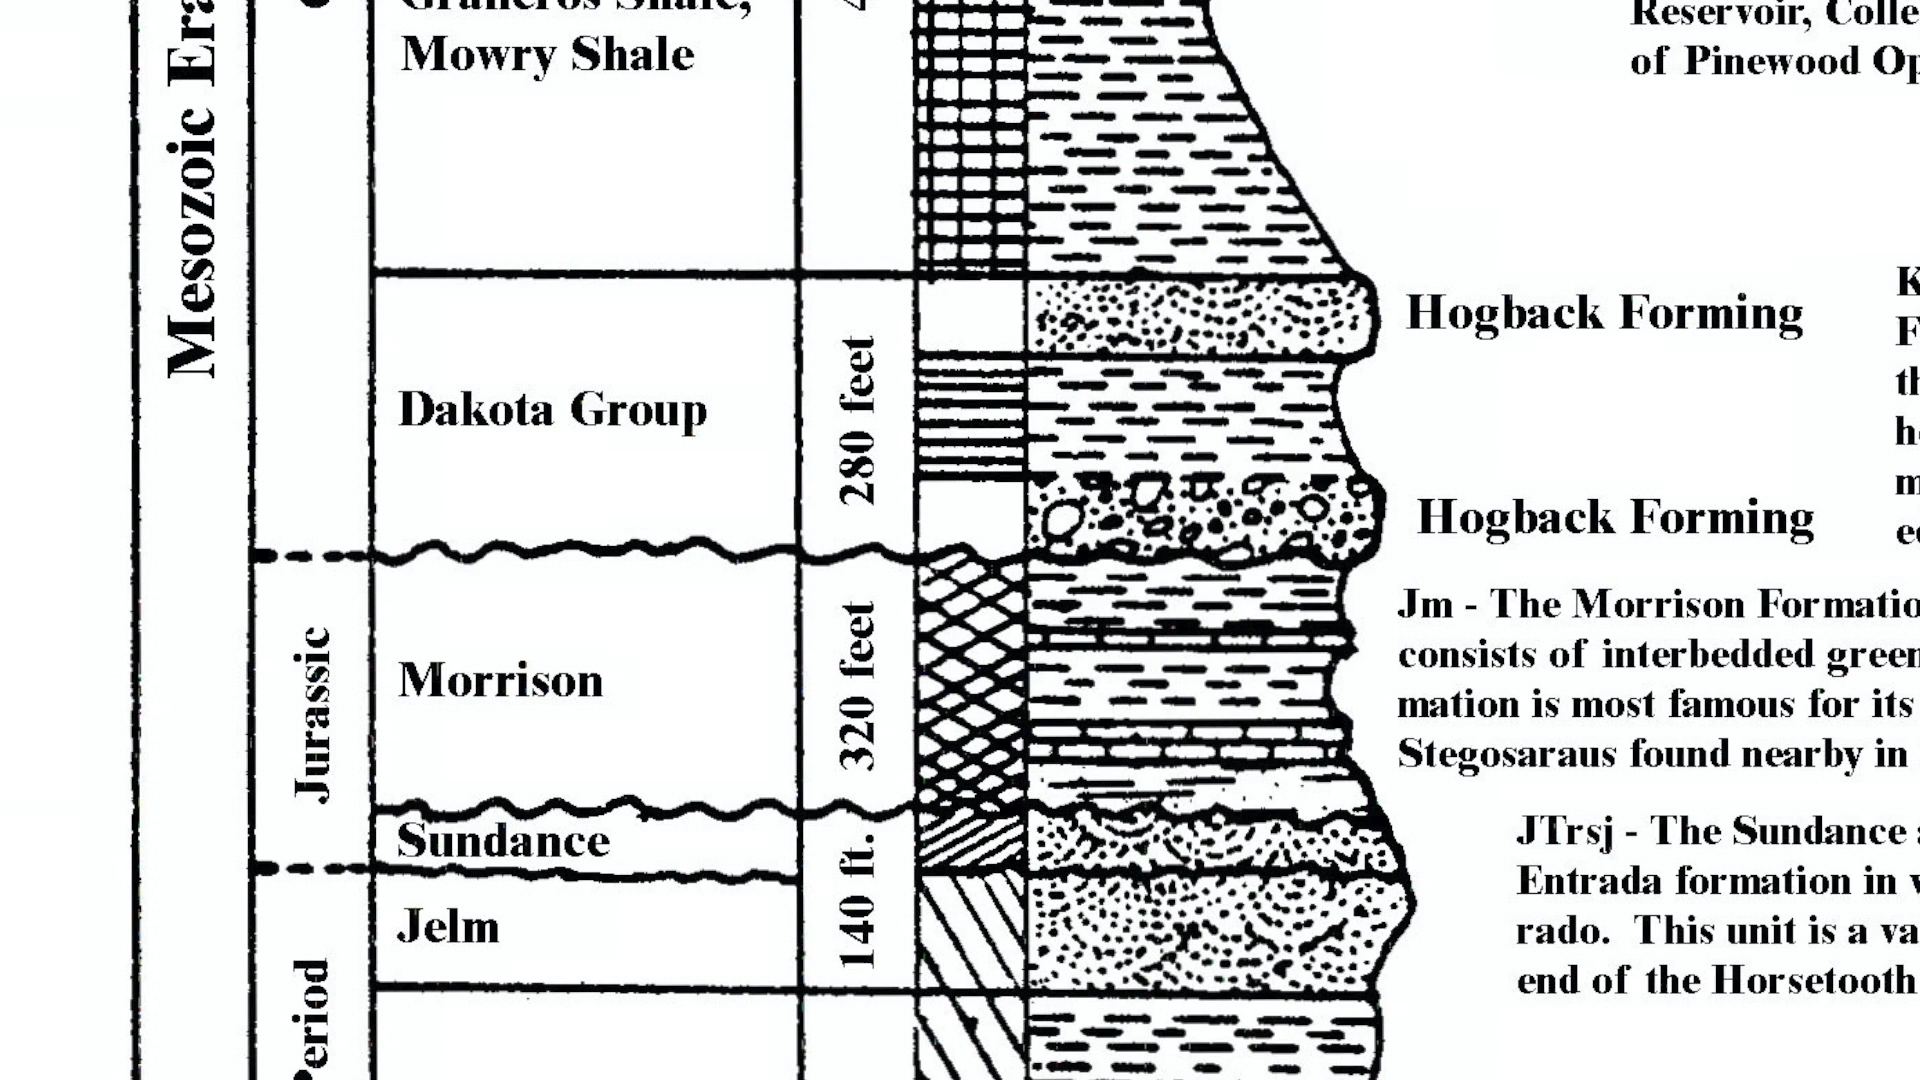 Mesozoic Era
Graneros Shale,
Mowry Shale
Reservoir, Colle
of Pinewood Op
Hogback Forming
Dakota Group
280 feet
Hogback Forming
K
F
th
h
m
Jurassic
Morrison
320 feet
Jm - The Morrison Formatio
consists of interbedded green
mation is most famous for its
Stegosaraus found nearby in
Sundance
140 ft.
Jelm
JTrsj - The Sundance
Entrada formation in
rado. This unit is a va
end of the Horsetooth
Period